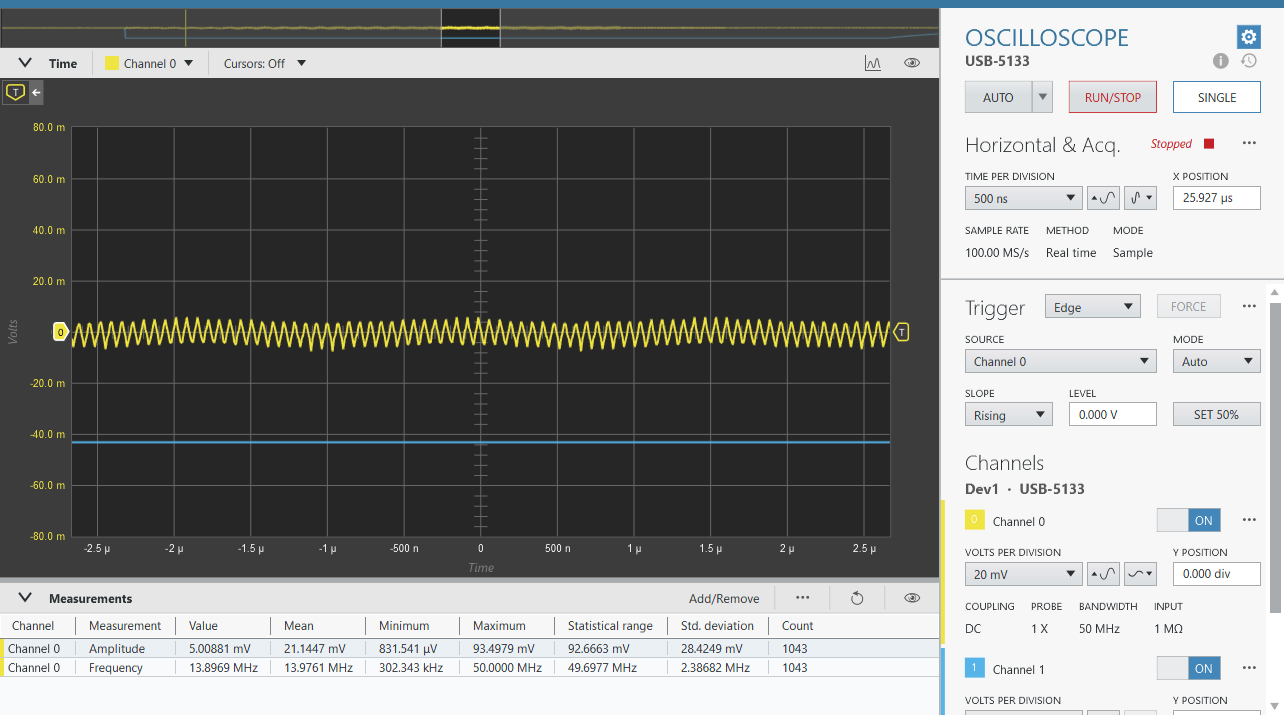 Time Channel 0 Cursors: Off
T
80.0 m
60.0 m
40.0 m
20.0 m
0 T
-20.0 m
-40.0 m
-60.0 m
-80.0 m
Volts
-2.5 µ -2 µ -1.5 µ -1 µ -500 n 0 500 n 1 µ 1.5 µ 2 µ 2.5 µ
Time
Measurements Add/Remove
Channel Measurement Value Mean Minimum Maximum Statistical range Std. deviation Count
Channel 0 Amplitude 5.00881 mV 21.1447 mV 831.541 µV 93.4979 mV 92.6663 mV 28.4249 mV 1043
Channel 0 Frequency 13.8969 MHz 13.9761 MHz 302.343 kHz 50.0000 MHz 49.6977 MHz 2.38682 MHz 1043
OSCILLOSCOPE
USB-5133
AUTO RUN/STOP SINGLE
Horizontal & Acq. Stopped
TIME PER DIVISION X POSITION
500 ns 25.927 µs
SAMPLE RATE METHOD MODE
100.00 MS/s Real time Sample
Trigger Edge FORCE
SOURCE MODE
Channel 0 Auto
SLOPE LEVEL
Rising 0.000 V SET 50%
Channels
Dev1 · USB-5133
0 Channel 0 ON
VOLTS PER DIVISION Y POSITION
20 mV 0.000 div
COUPLING PROBE BANDWIDTH INPUT
DC 1 X 50 MHz 1 MΩ
1 Channel 1 ON
VOLTS PER DIVISION Y POSITION